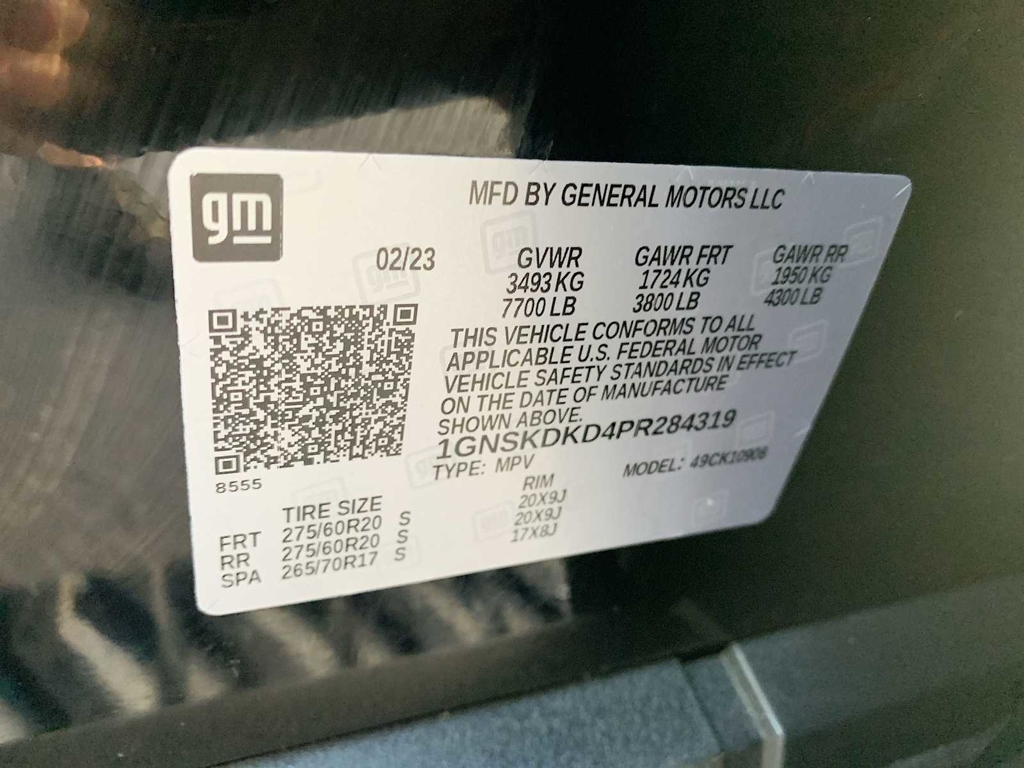 gm
MFD BY GENERAL MOTORS LLC
02/23 GVWR GAWR FRT GAWR RR
3493 KG 1724 KG 1950 KG
7700 LB 3800 LB 4300 LB
THIS VEHICLE CONFORMS TO ALL
APPLICABLE U.S. FEDERAL MOTOR
VEHICLE SAFETY STANDARDS IN EFFECT
ON THE DATE OF MANUFACTURE
SHOWN ABOVE.
1GNSKDKD4PR284319
TYPE: MPV MODEL: 49CK10906
8555
TIRE SIZE RIM
FRT 275/60R20 S 20X9J
RR 275/60R20 S 20X9J
SPA 265/70R17 S 17X8J